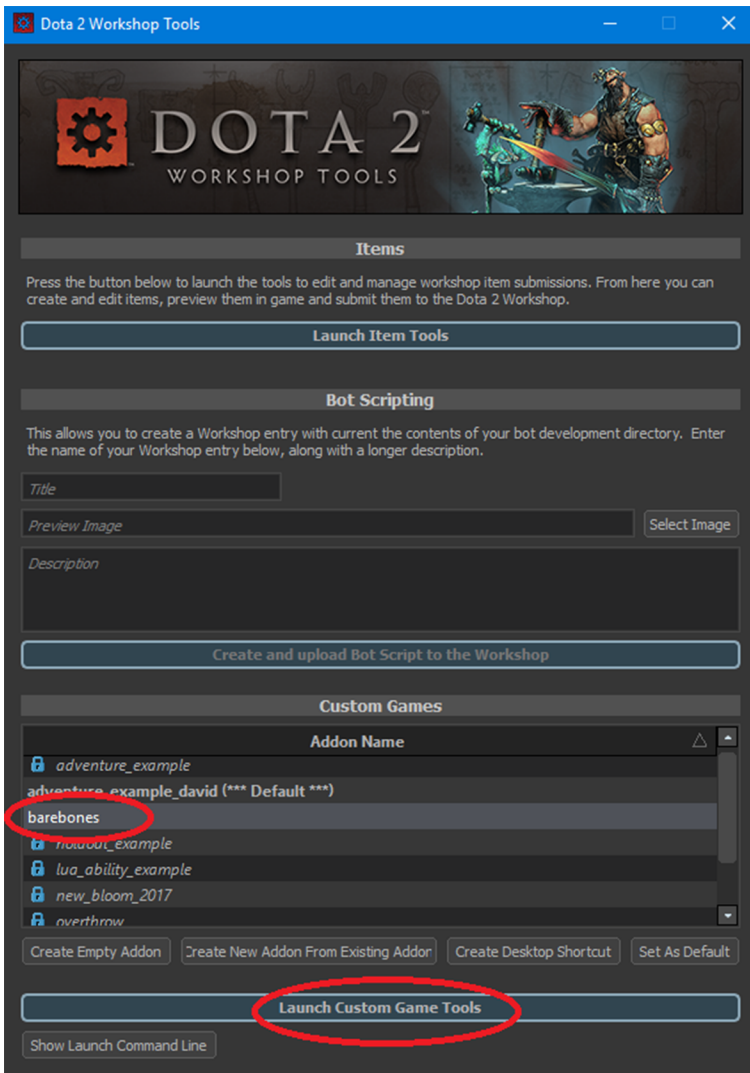 Dota 2 Workshop Tools
DOTA 2™
WORKSHOP TOOLS
Items
Press the button below to launch the tools to edit and manage workshop item submissions. From here you can
create and edit items, preview them in game and submit them to the Dota 2 Workshop.
Launch Item Tools
Bot Scripting
This allows you to create a Workshop entry with current the contents of your bot development directory. Enter
the name of your Workshop entry below, along with a longer description.
Title
Preview Image
Select Image
Description
Create and upload Bot Script to the Workshop
Custom Games
Addon Name
adventure_example
adventure_example_david (*** Default ***)
barebones
holdout_example
lua_ability_example
new_bloom_2017
overthrow
Create Empty Addon
Create New Addon From Existing Addon
Create Desktop Shortcut
Set As Default
Launch Custom Game Tools
Show Launch Command Line